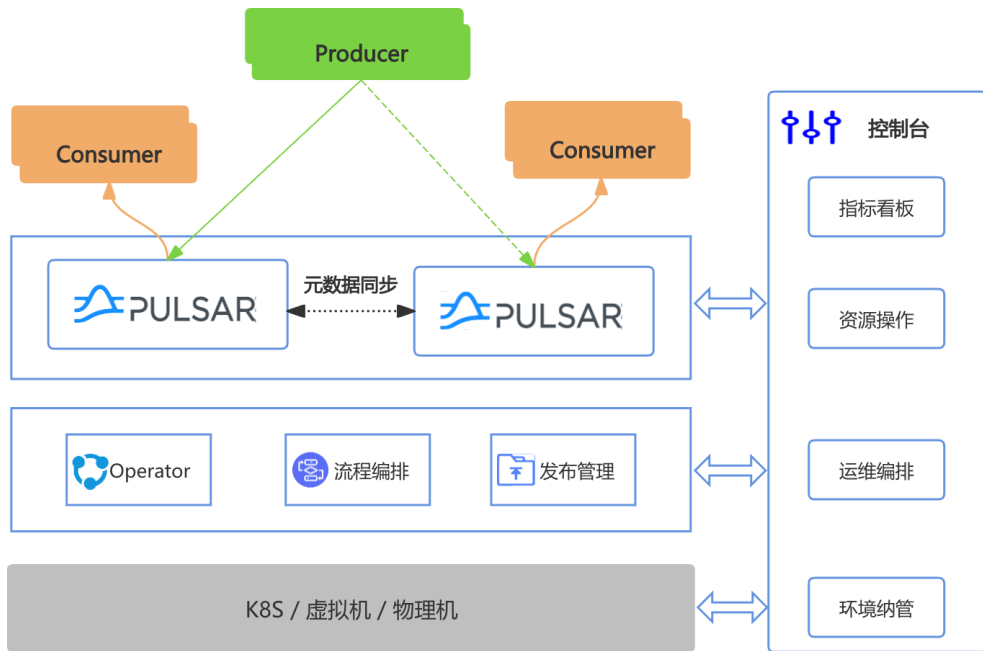 Producer
Consumer
Consumer
控制台
指标看板
元数据同步
PULSAR
PULSAR
资源操作
Operator
流程编排
发布管理
运维编排
K8S / 虚拟机 / 物理机
环境纳管